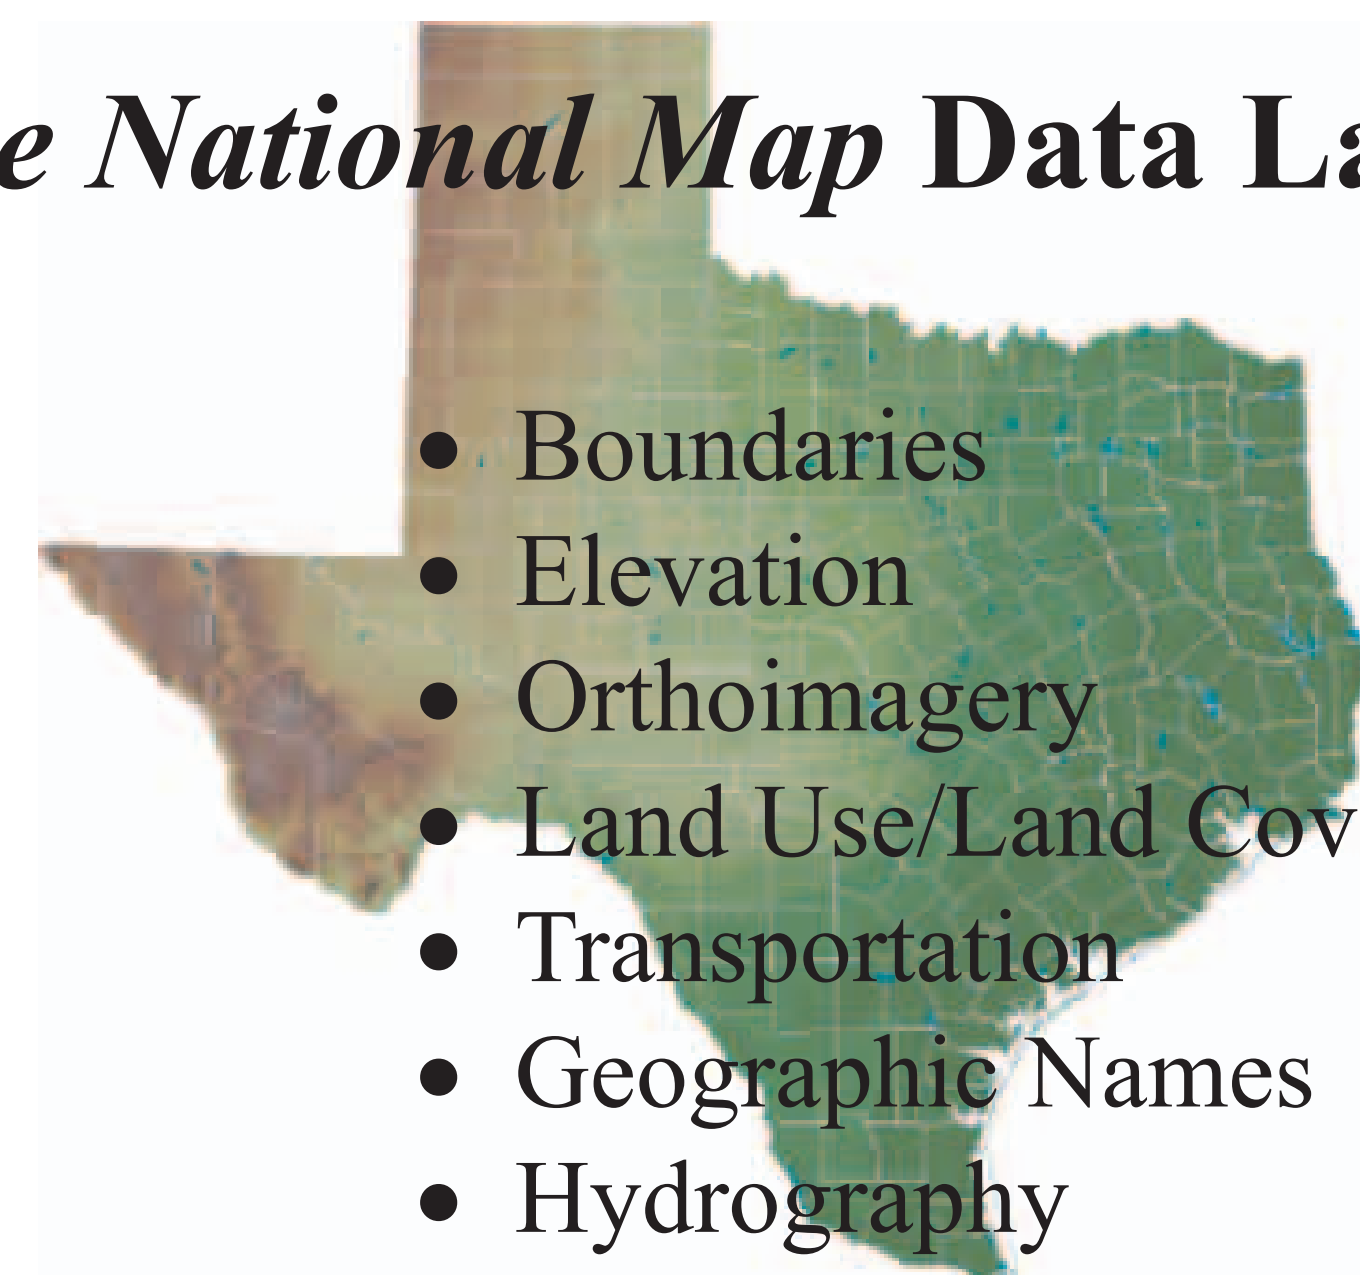 e National Map Data La
• Boundaries
• Elevation
• Orthoimagery
• Land Use/Land Cov
• Transportation
• Geographic Names
• Hydrography